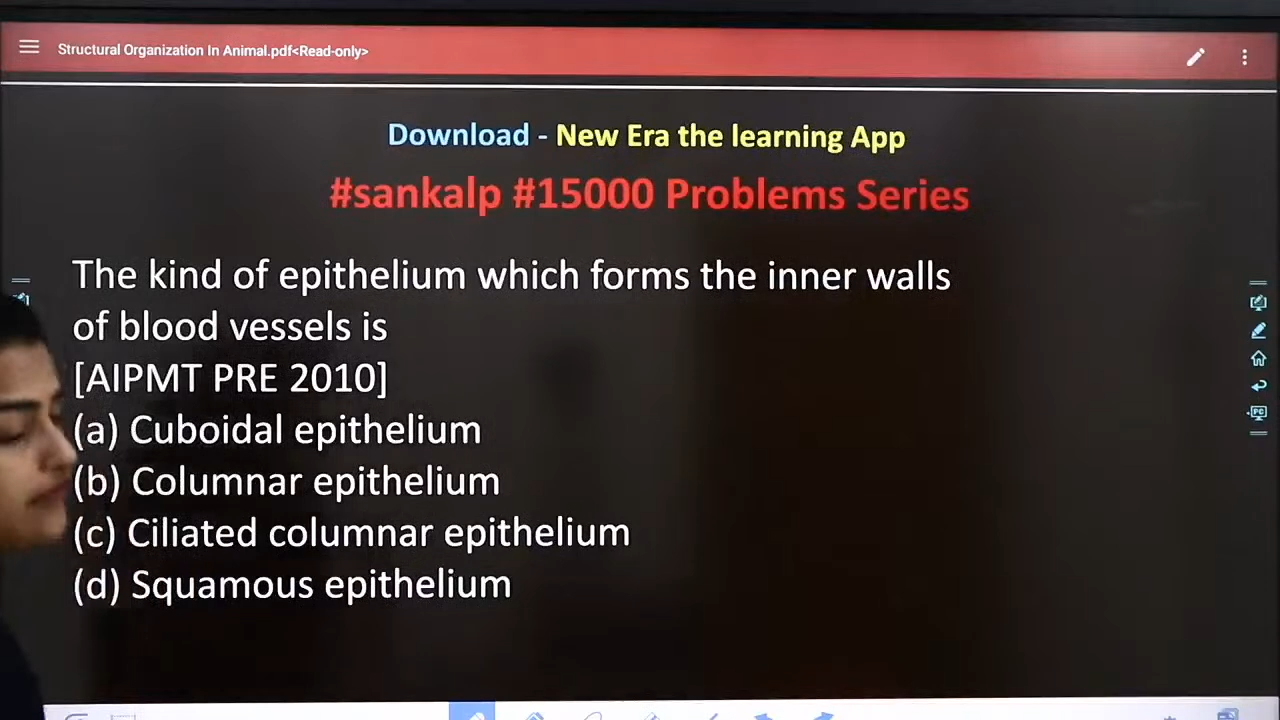 Structural Organization In Animal.pdf<Read-only>
Download - New Era the learning App
#sankalp #15000 Problems Series
The kind of epithelium which forms the inner walls
of blood vessels is
[AIPMT PRE 2010]
(a) Cuboidal epithelium
(b) Columnar epithelium
(c) Ciliated columnar epithelium
(d) Squamous epithelium
PC